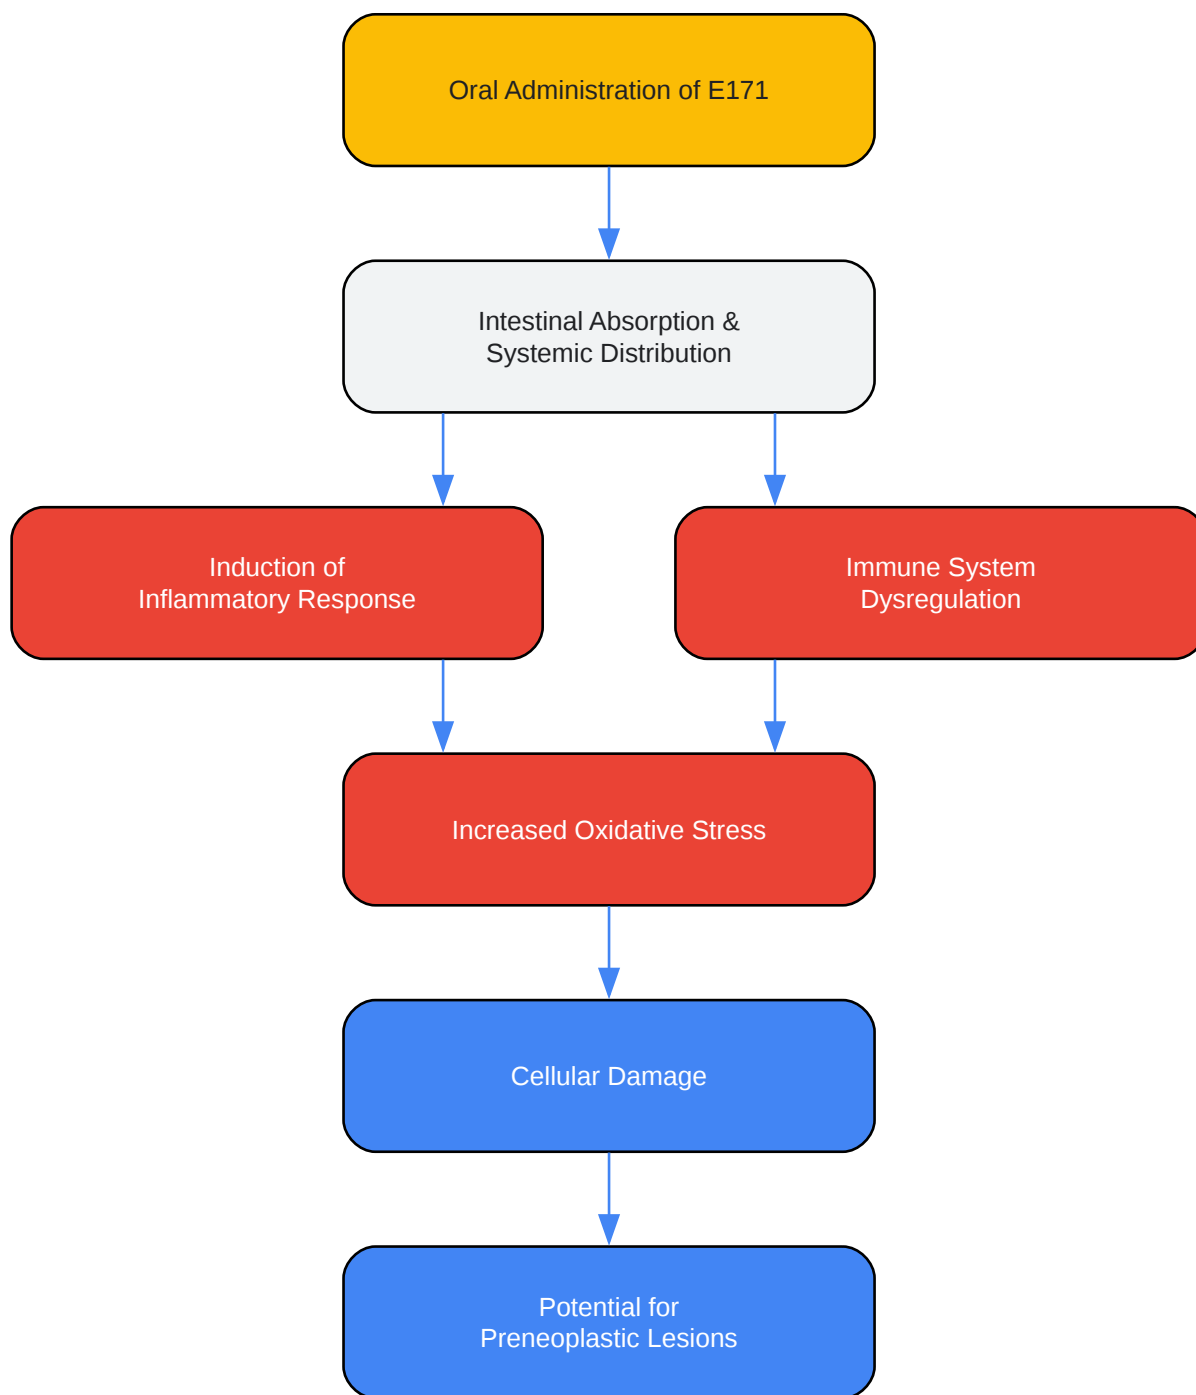 Oral Administration of E171
Intestinal Absorption &
Systemic Distribution
Induction of
Inflammatory Response
Immune System
Dysregulation
Increased Oxidative Stress
Cellular Damage
Potential for
Preneoplastic Lesions